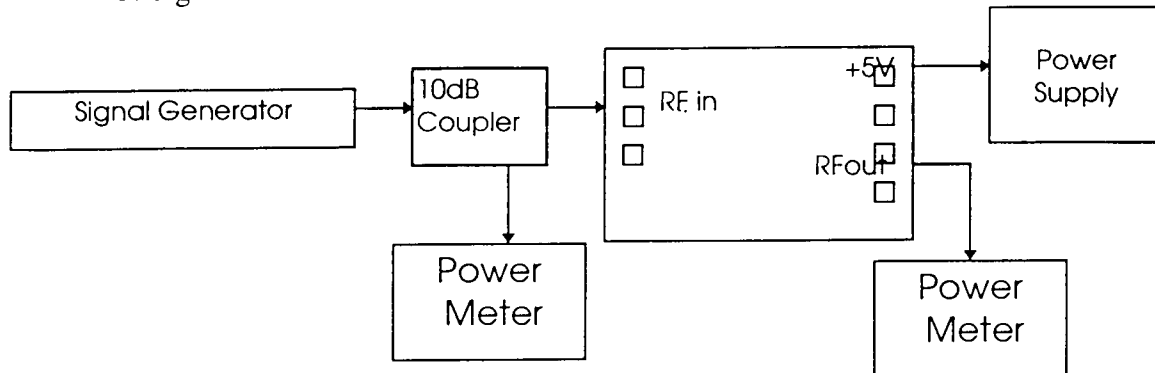 Signal Generator
10dB
Coupler
RF in
+5V
RFout
Power
Supply
Power
Meter
Power
Meter